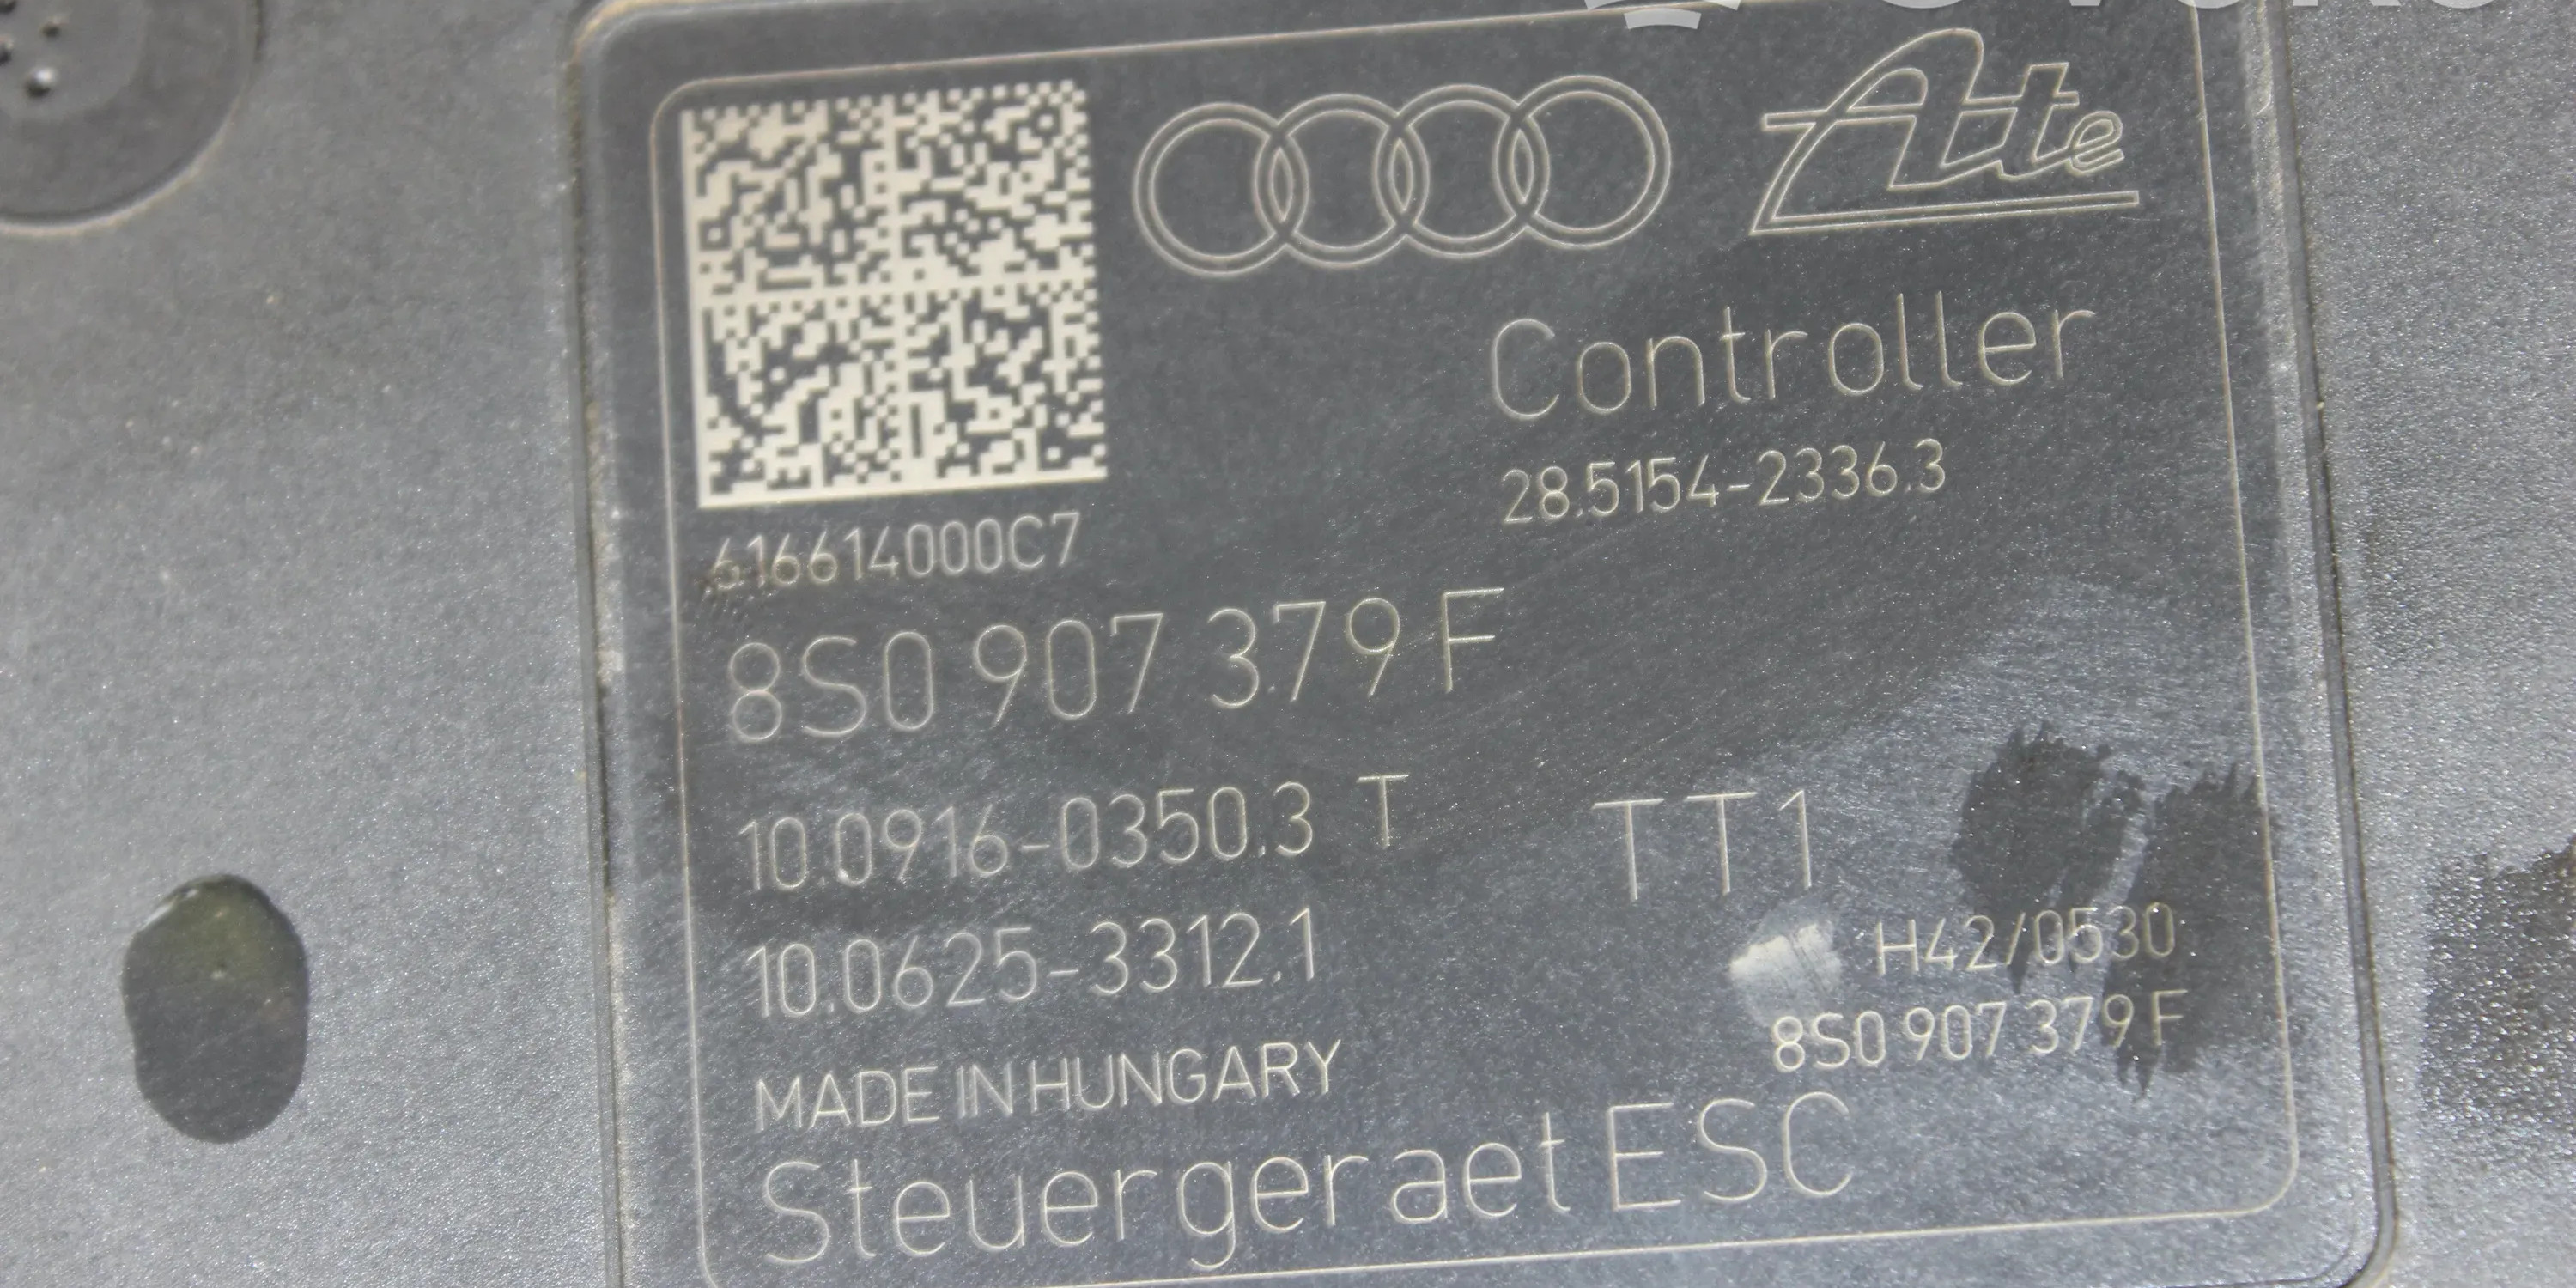 Ate
Controller
28.5154-2336.3
616614000C7
8S0 907 379 F
10.0916-0350.3 T
TT1
10.0625-3312.1
H42/0530
8S0 907 379 F
MADE IN HUNGARY
Steuergeraet ESC